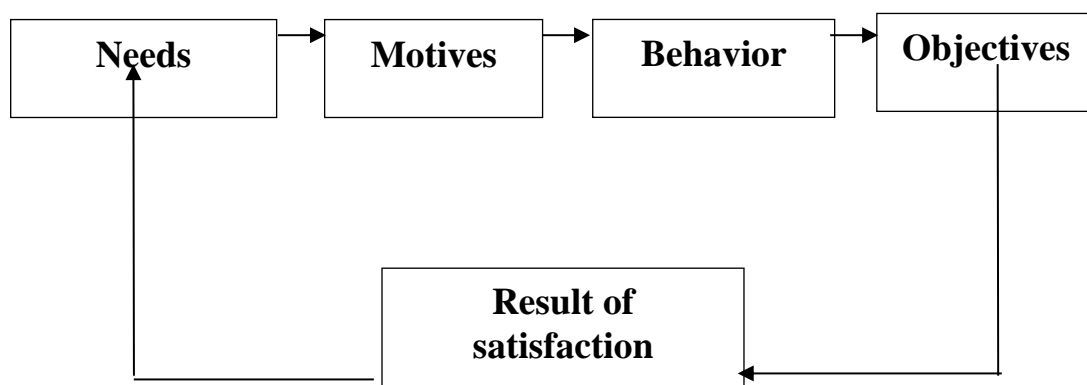 Needs
Motives
Behavior
Objectives
Result of
satisfaction